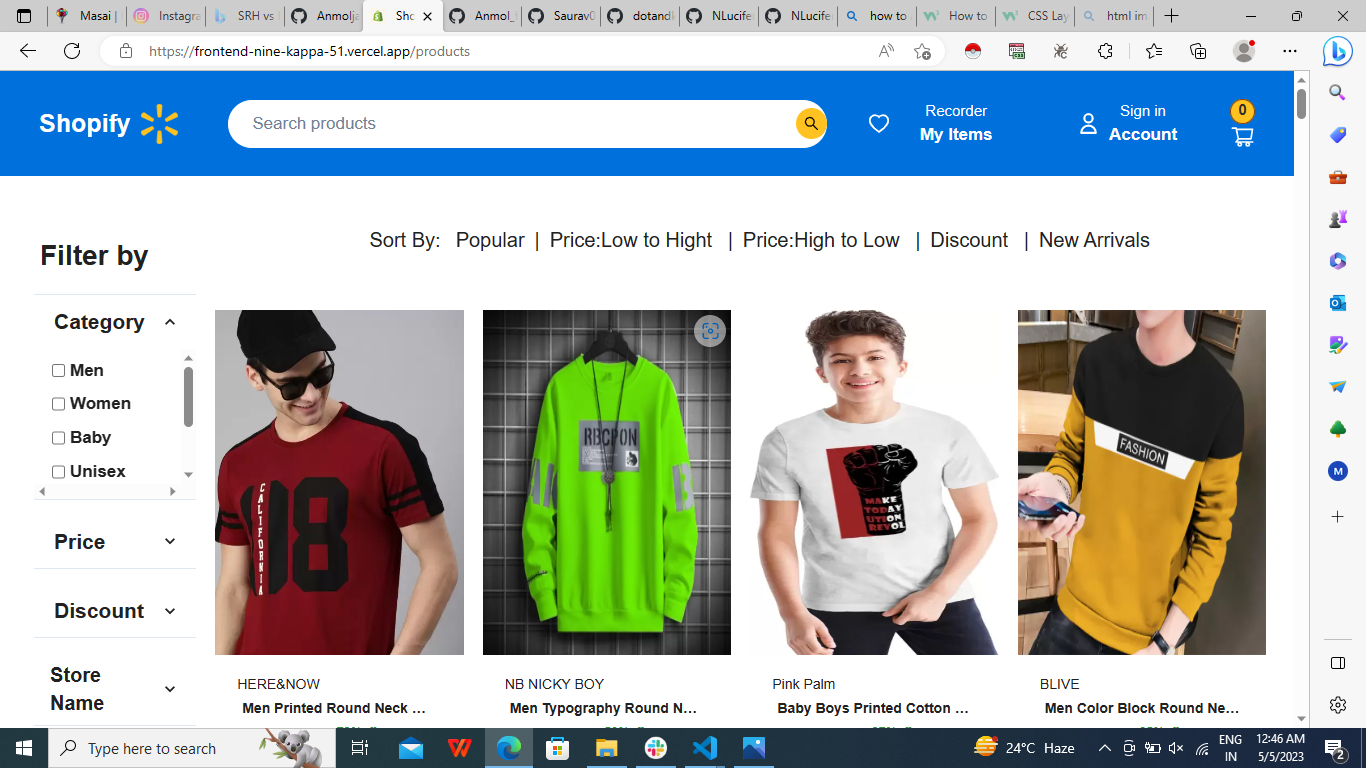 Masai
Instagra
SRH vs
Anmolja
Sho
Anmol_
Saurav0
dotandk
NLucife
NLucife
how to
How to
CSS Lay
html im
https://frontend-nine-kappa-51.vercel.app/products
Shopify
Search products
Recorder
My Items
Sign in
Account
0
Filter by
Sort By: Popular | Price:Low to Hight | Price:High to Low | Discount | New Arrivals
Category
Men
Women
Baby
Unisex
Price
Discount
Store
Name
CALIFORNIA
18
RBCPON
MAKE
TODAY
UTION
REVOL
FASHION
HERE&NOW
Men Printed Round Neck ...
NB NICKY BOY
Men Typography Round N...
Pink Palm
Baby Boys Printed Cotton ...
BLIVE
Men Color Block Round Ne...
M
Type here to search
24°C Haze
ENG
IN
12:46 AM
5/5/2023
2